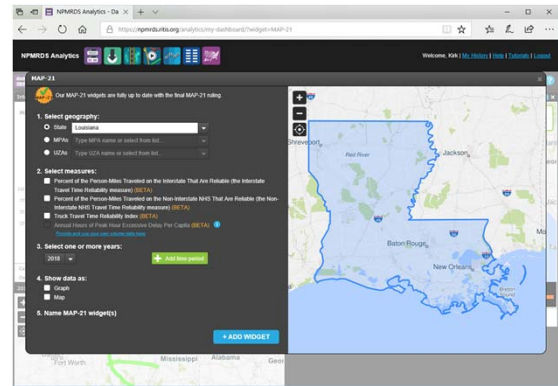 NPMRDS Analytics - Da
https://npmrds.ritis.org/analytics/my-dashboard/?widget=MAP-21
NPMRDS Analytics
Welcome, Kirk | My History | Help | Tutorials | Logout
MAP-21
Our MAP-21 widgets are fully up to date with the final MAP-21 ruling.
1. Select geography:
State Louisiana
MPAs Type MPA name or select from list...
UZAs Type UZA name or select from list...
2. Select measures:
Percent of the Person-Miles Traveled on the Interstate That Are Reliable (the Interstate
Travel Time Reliability measure) (BETA)
Percent of the Person-Miles Traveled on the Non-Interstate NHS That Are Reliable (the Non-
Interstate NHS Travel Time Reliability measure) (BETA)
Truck Travel Time Reliability Index (BETA)
Annual Hours of Peak Hour Excessive Delay Per Capita (BETA)
3. Select one or more years:
2018
Add time period
4. Show data as:
Graph
Map
5. Name MAP-21 widget(s)
+ ADD WIDGET
Shreveport
Red River
Jackson
Baton Rouge
New Orleans
Breton
Sound
Fort Worth
Mississippi
Alabama